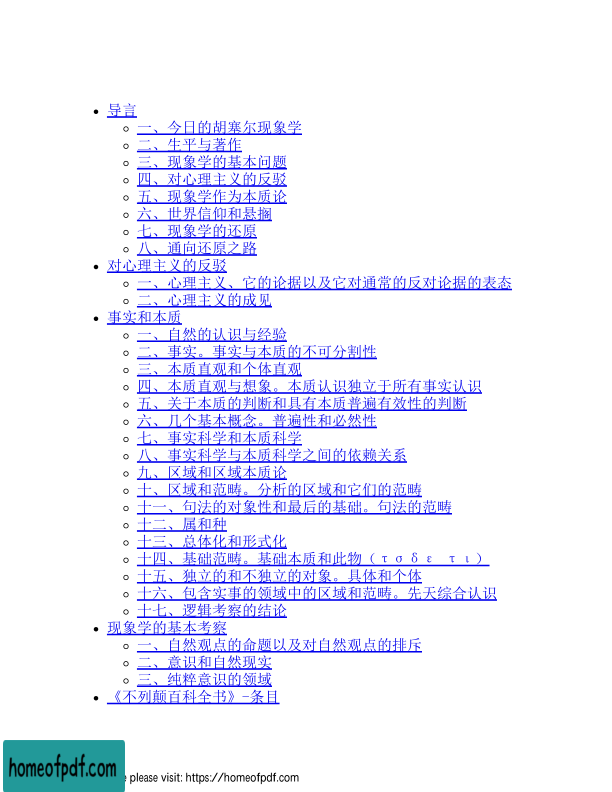 导言
一、今日的胡塞尔现象学
二、生平与著作
三、现象学的基本问题
四、对心理主义的反驳
五、现象学作为本质论
六、世界信仰和悬搁
七、现象学的还原
八、通向还原之路
对心理主义的反驳
一、心理主义、它的论据以及它对通常的反对论据的表态
二、心理主义的成见
事实和本质
一、自然的认识与经验
二、事实。事实与本质的不可分割性
三、本质直观和个体直观
四、本质直观与想象。本质认识独立于所有事实认识
五、关于本质的判断和具有本质普遍有效性的判断
六、几个基本概念。普遍性和必然性
七、事实科学和本质科学
八、事实科学与本质科学之间的依赖关系
九、区域和区域本质论
十、区域和范畴。分析的区域和它们的范畴
十一、句法的对象性和最后的基础。句法的范畴
十二、属和种
十三、总体化和形式化
十四、基础范畴。基础本质和此物（τσδε τι）
十五、独立的和不独立的对象。具体和个体
十六、包含实事的领域中的区域和范畴。先天综合认识
十七、逻辑考察的结论
现象学的基本考察
一、自然观点的命题以及对自然观点的排斥
二、意识和自然现实
三、纯粹意识的领域
《不列颠百科全书》-条目
homeofpdf.com
please visit: https://homeofpdf.com